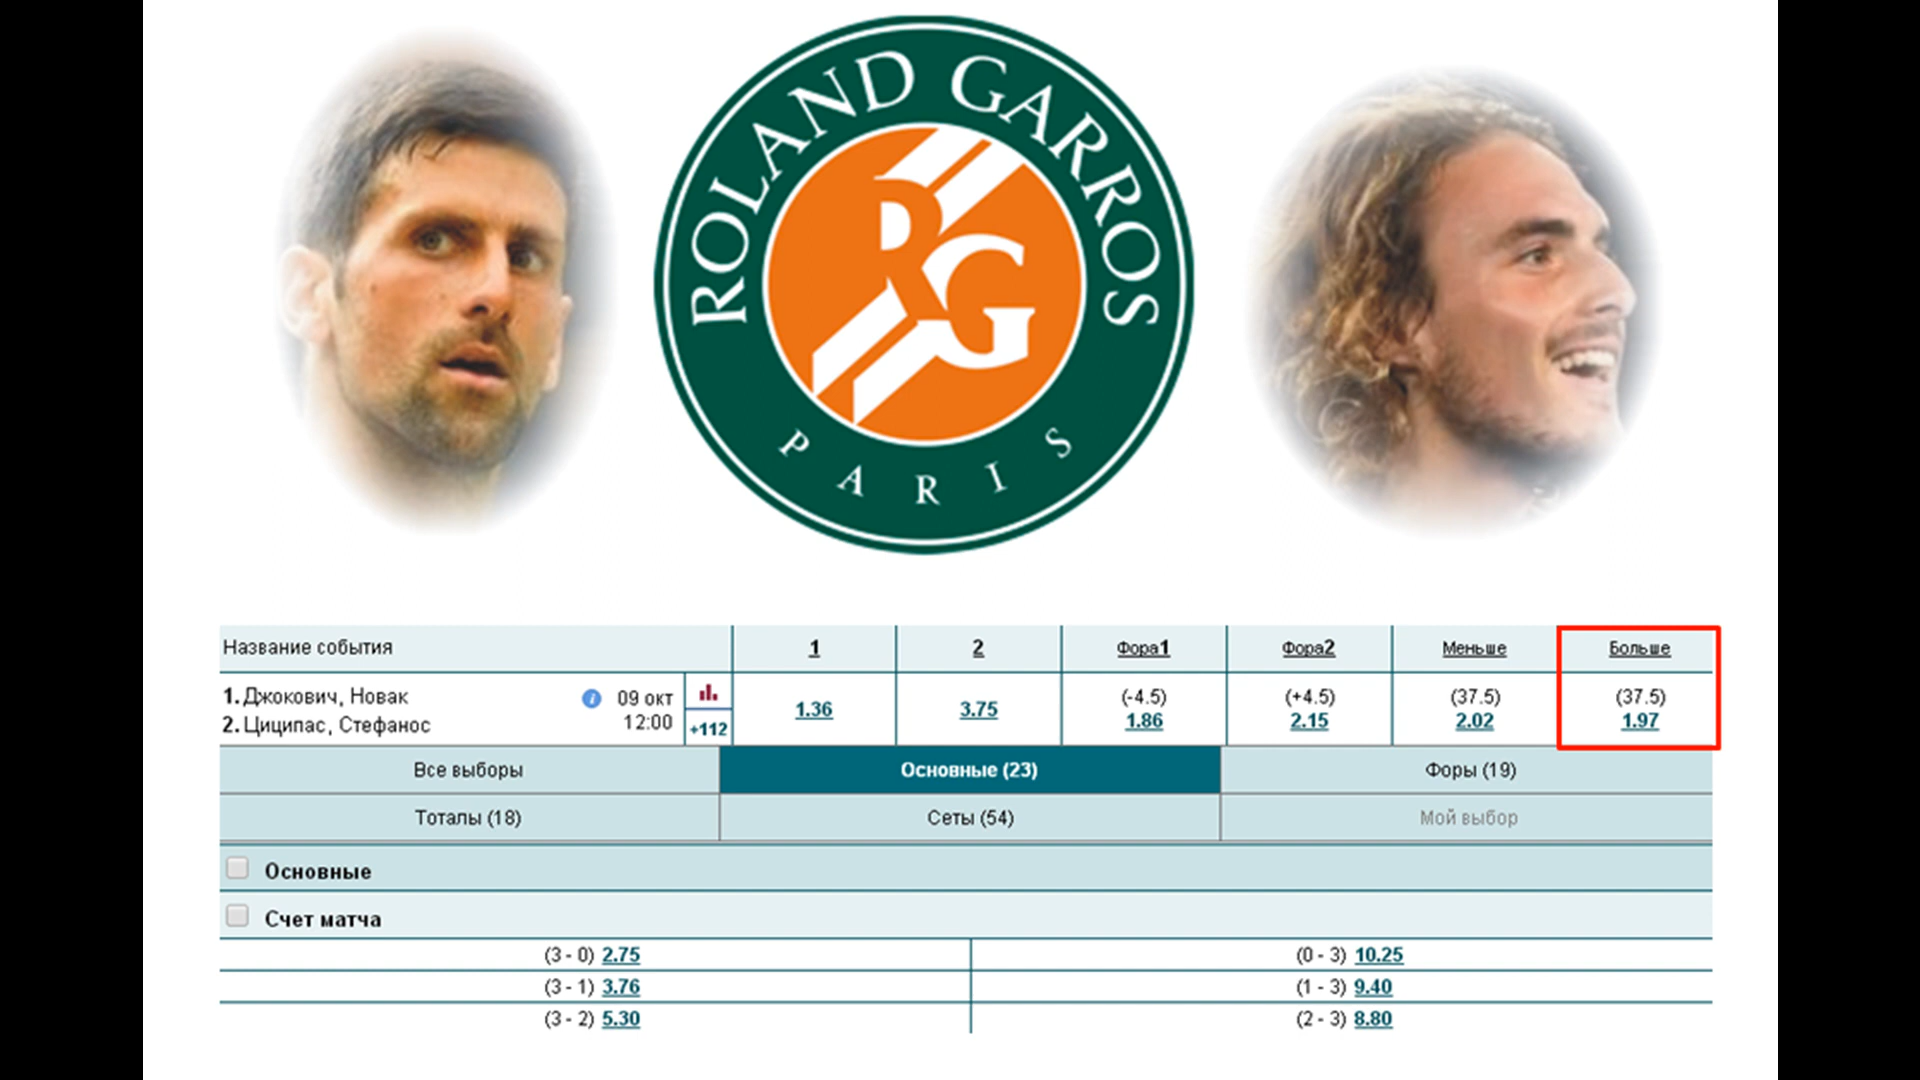 ROLAND GARROS
RG
PARIS
Название события 1 2 Фора1 Фора2 Меньше Больше
1. Джокович, Новак 09 окт (-4.5) (+4.5) (37.5) (37.5)
1.36 3.75
2. Циципас, Стефанос 12:00 +112 1.86 2.15 2.02 1.97
Все выборы Основные (23) Форы (19)
Тоталы (18) Сеты (54) Мой выбор
Основные
Счет матча
(3 - 0) 2.75 (0 - 3) 10.25
(3 - 1) 3.76 (1 - 3) 9.40
(3 - 2) 5.30 (2 - 3) 8.80